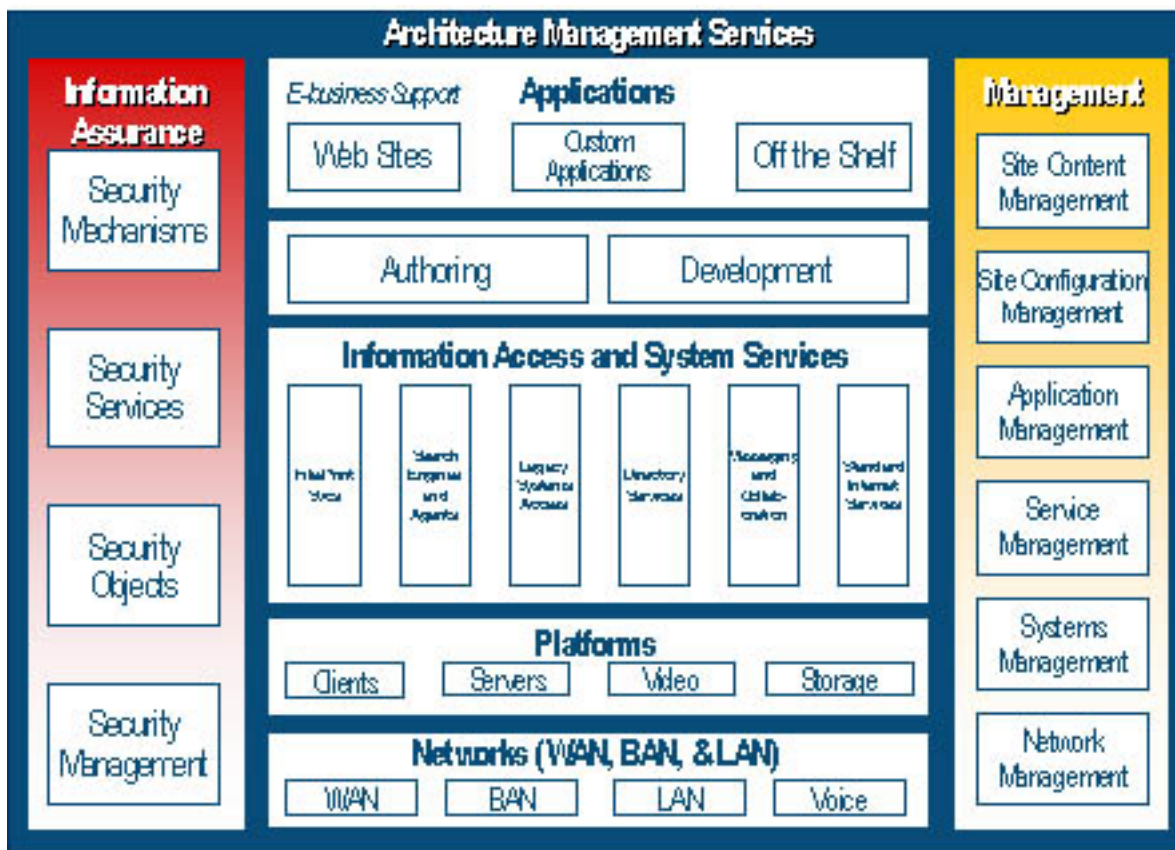 Architecture Management Services
Information
Assurance
Security
Mechanisms
Security
Services
Security
Objects
Security
Management
E-business Support
Applications
Web Sites
Custom
Applications
Off the Shelf
Authoring
Development
Information Access and System Services
Search
Engines
and
Agents
Legacy
Systems
Access
Directory
Services
Messaging
and
Collab-
oration
Standard
Internet
Services
Platforms
Clients
Servers
Video
Storage
Networks (WAN, BAN, & LAN)
WAN
BAN
LAN
Voice
Management
Site Content
Management
Site Configuration
Management
Application
Management
Service
Management
Systems
Management
Network
Management